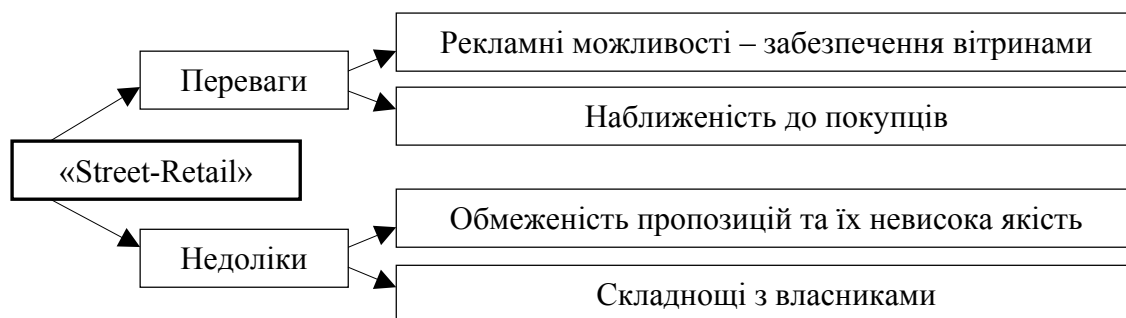 Рекламні можливості – забезпечення вітринами
Переваги
Наближеність до покупців
«Street-Retail»
Обмеженість пропозицій та їх невисока якість
Недоліки
Складнощі з власниками